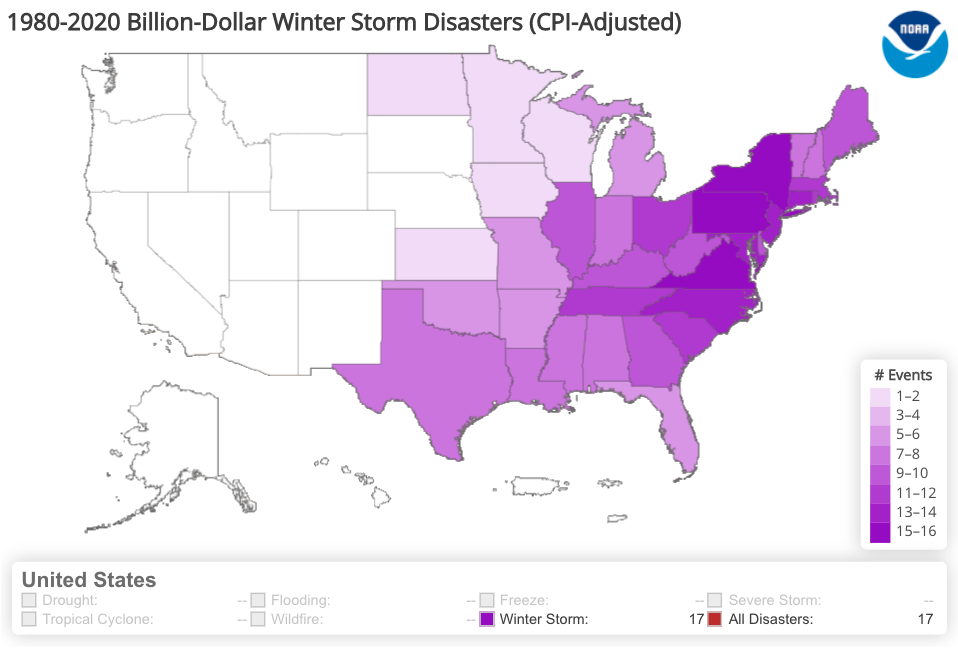 1980-2020 Billion-Dollar Winter Storm Disasters (CPI-Adjusted)
NOAA
# Events
1–2
3–4
5–6
7–8
9–10
11–12
13–14
15–16
United States
Drought: -- Flooding: -- Freeze: -- Severe Storm: --
Tropical Cyclone: -- Wildfire: -- Winter Storm: 17 All Disasters: 17